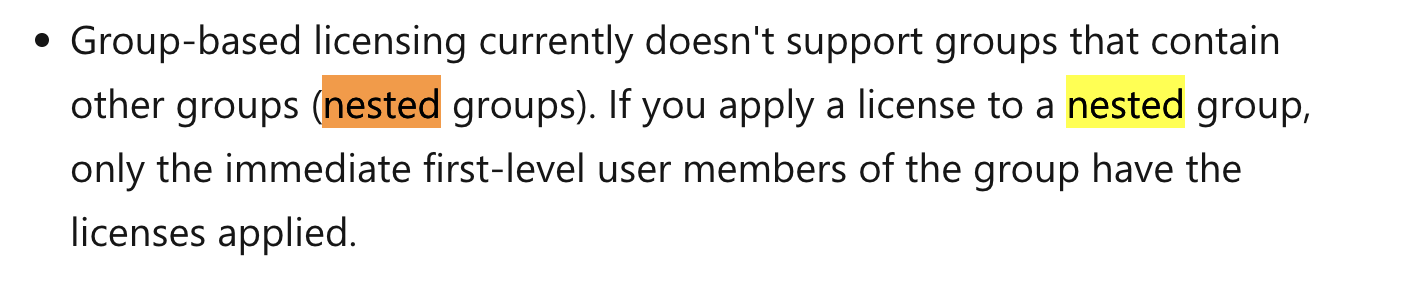 • Group-based licensing currently doesn't support groups that contain
other groups (nested groups). If you apply a license to a nested group,
only the immediate first-level user members of the group have the
licenses applied.